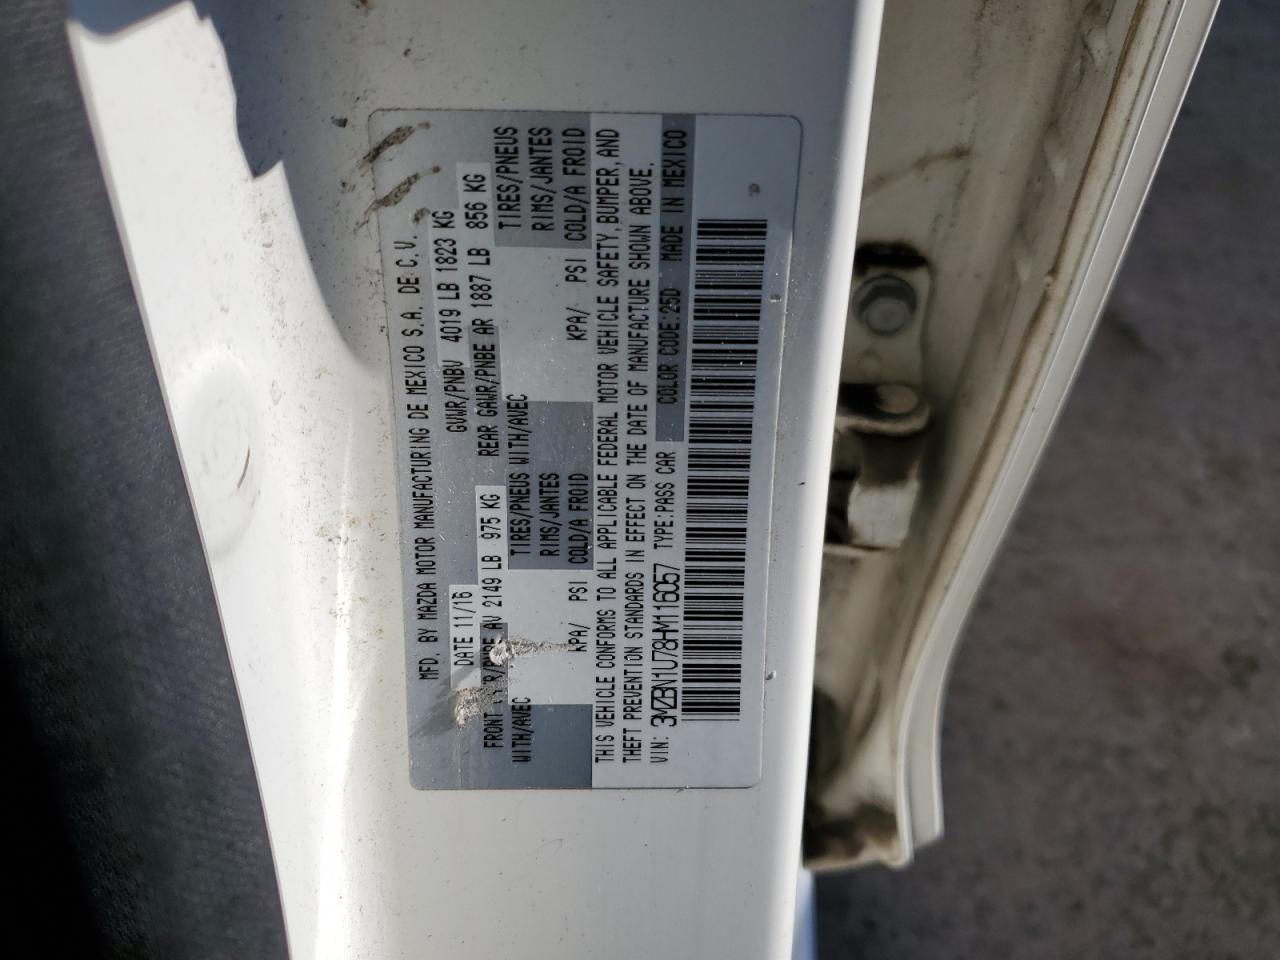 MFD. BY MAZDA MOTOR MANUFACTURING DE MEXICO S.A. DE C.V.
DATE 11/16 GVWR/PNBV 4019 LB 1823 KG
FRONT AV 2149 LB 975 KG REAR GAWR/PNBE AR 1887 LB 856 KG
WITH/AVEC TIRES/PNEUS WITH/AVEC TIRES/PNEUS
RIMS/JANTES RIMS/JANTES
KPA/ PSI COLD/A FROID KPA/ PSI COLD/A FROID
THIS VEHICLE CONFORMS TO ALL APPLICABLE FEDERAL MOTOR VEHICLE SAFETY, BUMPER, AND
THEFT PREVENTION STANDARDS IN EFFECT ON THE DATE OF MANUFACTURE SHOWN ABOVE.
VIN: 3MZBN1U78HM116057 TYPE:PASS CAR COLOR CODE:25D MADE IN MEXICO